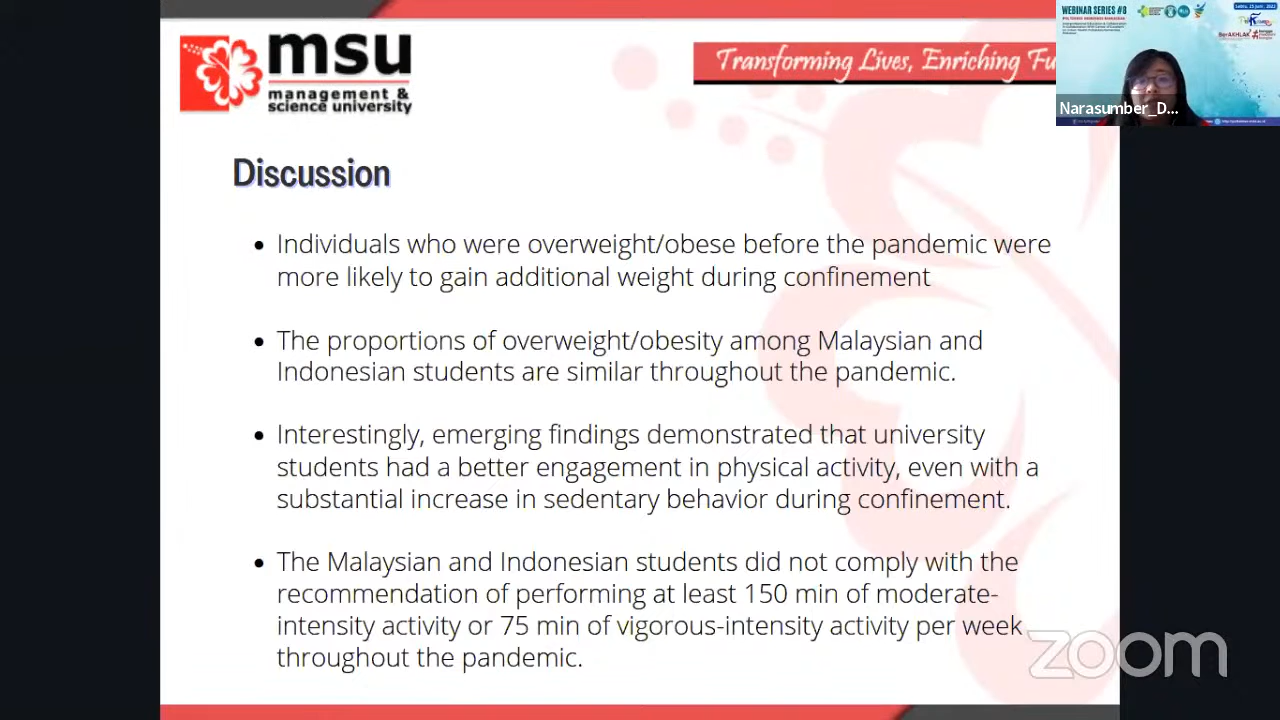 msu
management &
science university
Transforming Lives, Enriching Fu
WEBINAR SERIES #8
Sabtu, 25 Juni 2022
BerAKHLAK
Narasumber_D...
Discussion
• Individuals who were overweight/obese before the pandemic were
more likely to gain additional weight during confinement
• The proportions of overweight/obesity among Malaysian and
Indonesian students are similar throughout the pandemic.
• Interestingly, emerging findings demonstrated that university
students had a better engagement in physical activity, even with a
substantial increase in sedentary behavior during confinement.
• The Malaysian and Indonesian students did not comply with the
recommendation of performing at least 150 min of moderate-
intensity activity or 75 min of vigorous-intensity activity per week
throughout the pandemic.
zoom